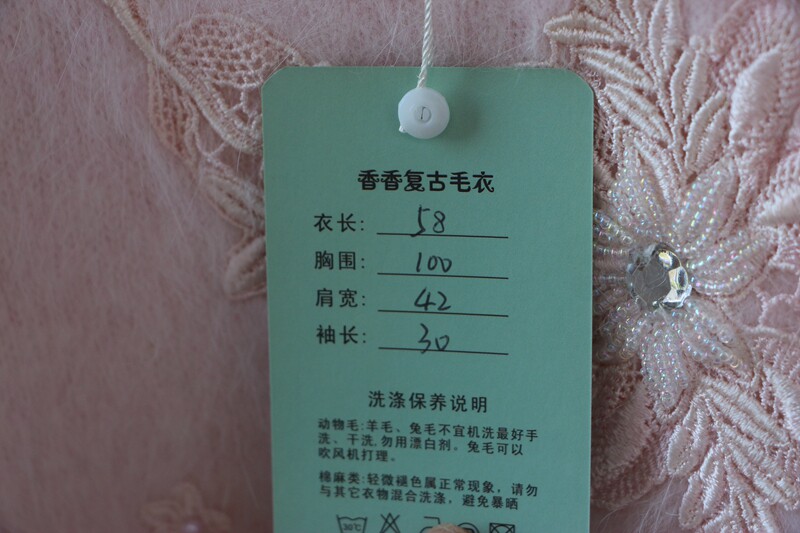 香香复古毛衣
衣长: 58
胸围: 100
肩宽: 42
袖长: 30
洗涤保养说明
动物毛:羊毛、兔毛不宜机洗最好手
洗、干洗.勿用漂白剂。兔毛可以
吹风机打理。
棉麻类:轻微褪色属正常现象，请勿
与其它衣物混合洗涤，避免暴晒
30℃